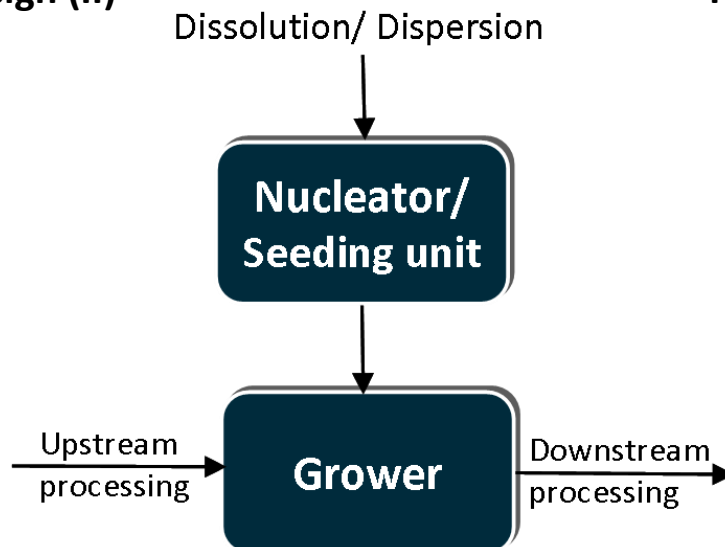 Dissolution/ Dispersion
Nucleator/
Seeding unit
Upstream
processing
Grower
Downstream
processing